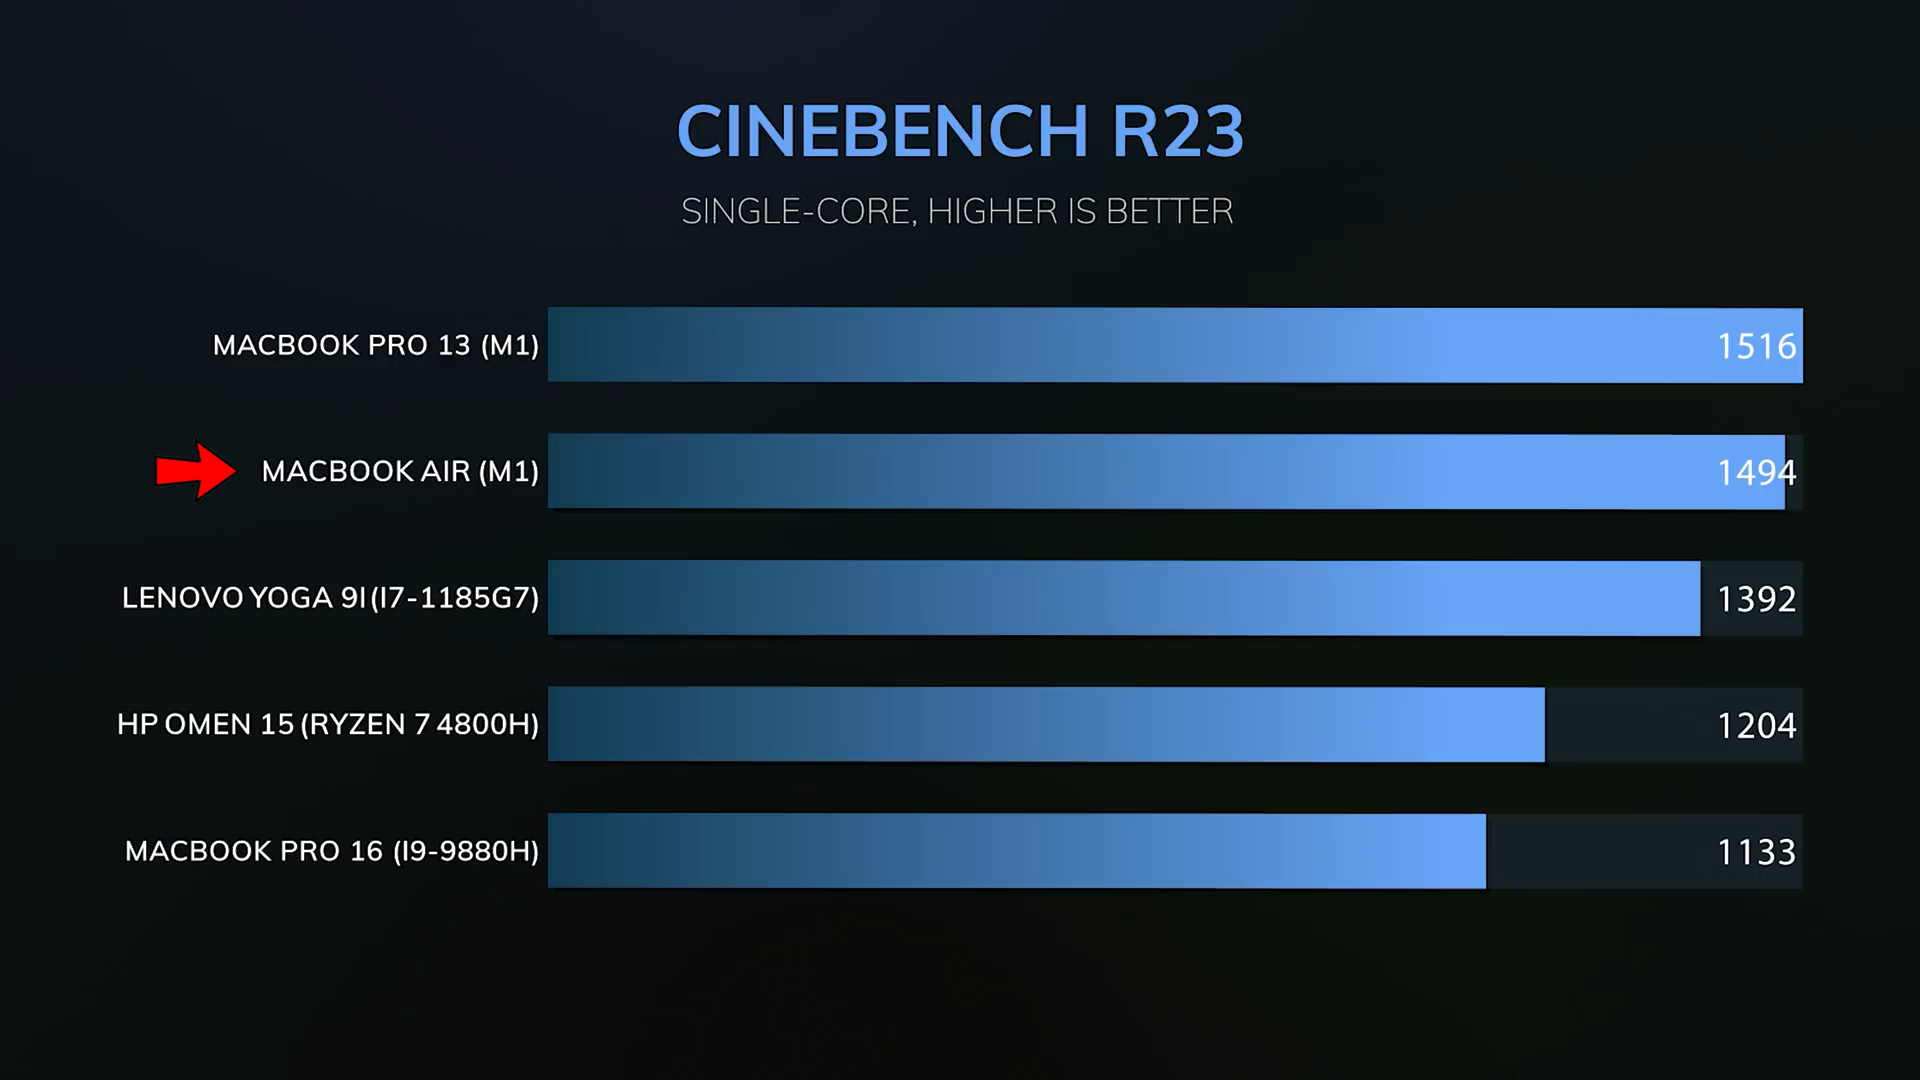 CINEBENCH R23
SINGLE-CORE, HIGHER IS BETTER
MACBOOK PRO 13 (M1) 1516
MACBOOK AIR (M1) 1494
LENOVO YOGA 9I (I7-1185G7) 1392
HP OMEN 15 (RYZEN 7 4800H) 1204
MACBOOK PRO 16 (I9-9880H) 1133